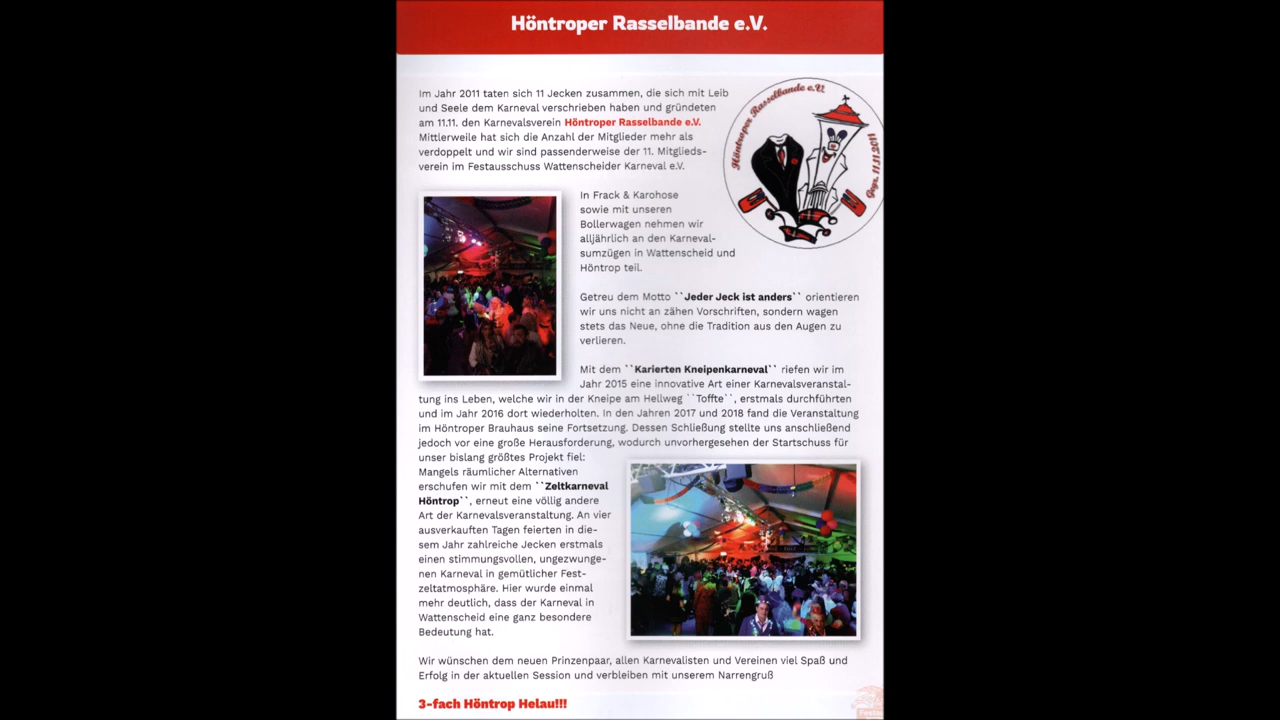 Höntroper Rasselbande e.V.
Im Jahr 2011 taten sich 11 Jecken zusammen, die sich mit Leib
und Seele dem Karneval verschrieben haben und gründeten
am 11.11. den Karnevalsverein Höntroper Rasselbande e.V.
Mittlerweile hat sich die Anzahl der Mitglieder mehr als
verdoppelt und wir sind passenderweise der 11. Mitglieds-
verein im Festausschuss Wattenscheider Karneval e.V.
Höntroper Rasselbande e.V.
Gegr. 11.11.2011
In Frack & Karohose
sowie mit unseren
Bollerwagen nehmen wir
alljährlich an den Karneval-
sumzügen in Wattenscheid und
Höntrop teil.
Getreu dem Motto ``Jeder Jeck ist anders`` orientieren
wir uns nicht an zähen Vorschriften, sondern wagen
stets das Neue, ohne die Tradition aus den Augen zu
verlieren.
Mit dem ``Karierten Kneipenkarneval`` riefen wir im
Jahr 2015 eine innovative Art einer Karnevalsveranstal-
tung ins Leben, welche wir in der Kneipe am Hellweg ``Toffte``, erstmals durchführten
und im Jahr 2016 dort wiederholten. In den Jahren 2017 und 2018 fand die Veranstaltung
im Höntroper Brauhaus seine Fortsetzung. Dessen Schließung stellte uns anschließend
jedoch vor eine große Herausforderung, wodurch unvorhergesehen der Startschuss für
unser bislang größtes Projekt fiel:
Mangels räumlicher Alternativen
erschufen wir mit dem ``Zeltkarneval
Höntrop``, erneut eine völlig andere
Art der Karnevalsveranstaltung. An vier
ausverkauften Tagen feierten in die-
sem Jahr zahlreiche Jecken erstmals
einen stimmungsvollen, ungezwunge-
nen Karneval in gemütlicher Fest-
zeltatmosphäre. Hier wurde einmal
mehr deutlich, dass der Karneval in
Wattenscheid eine ganz besondere
Bedeutung hat.
Wir wünschen dem neuen Prinzenpaar, allen Karnevalisten und Vereinen viel Spaß und
Erfolg in der aktuellen Session und verbleiben mit unserem Narrengruß
3-fach Höntrop Helau!!!